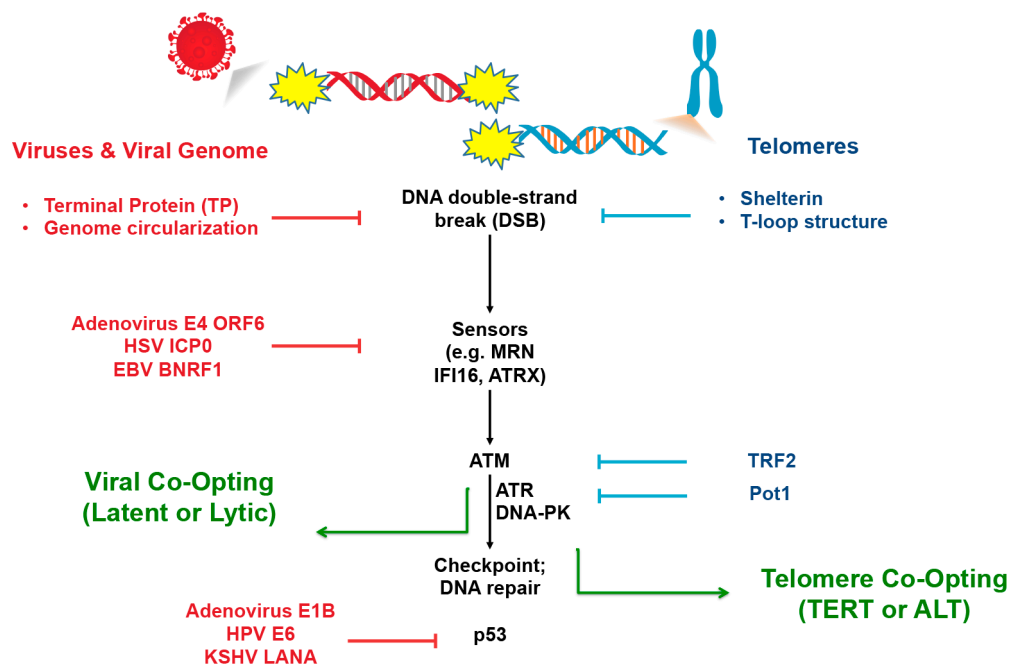 Viruses & Viral Genome
Telomeres
• Terminal Protein (TP)
• Genome circularization
DNA double-strand
break (DSB)
• Shelterin
• T-loop structure
Adenovirus E4 ORF6
HSV ICP0
EBV BNRF1
Sensors
(e.g. MRN
IFI16, ATRX)
Viral Co-Opting
(Latent or Lytic)
ATM
ATR
DNA-PK
TRF2
Pot1
Checkpoint;
DNA repair
Telomere Co-Opting
(TERT or ALT)
Adenovirus E1B
HPV E6
KSHV LANA
p53